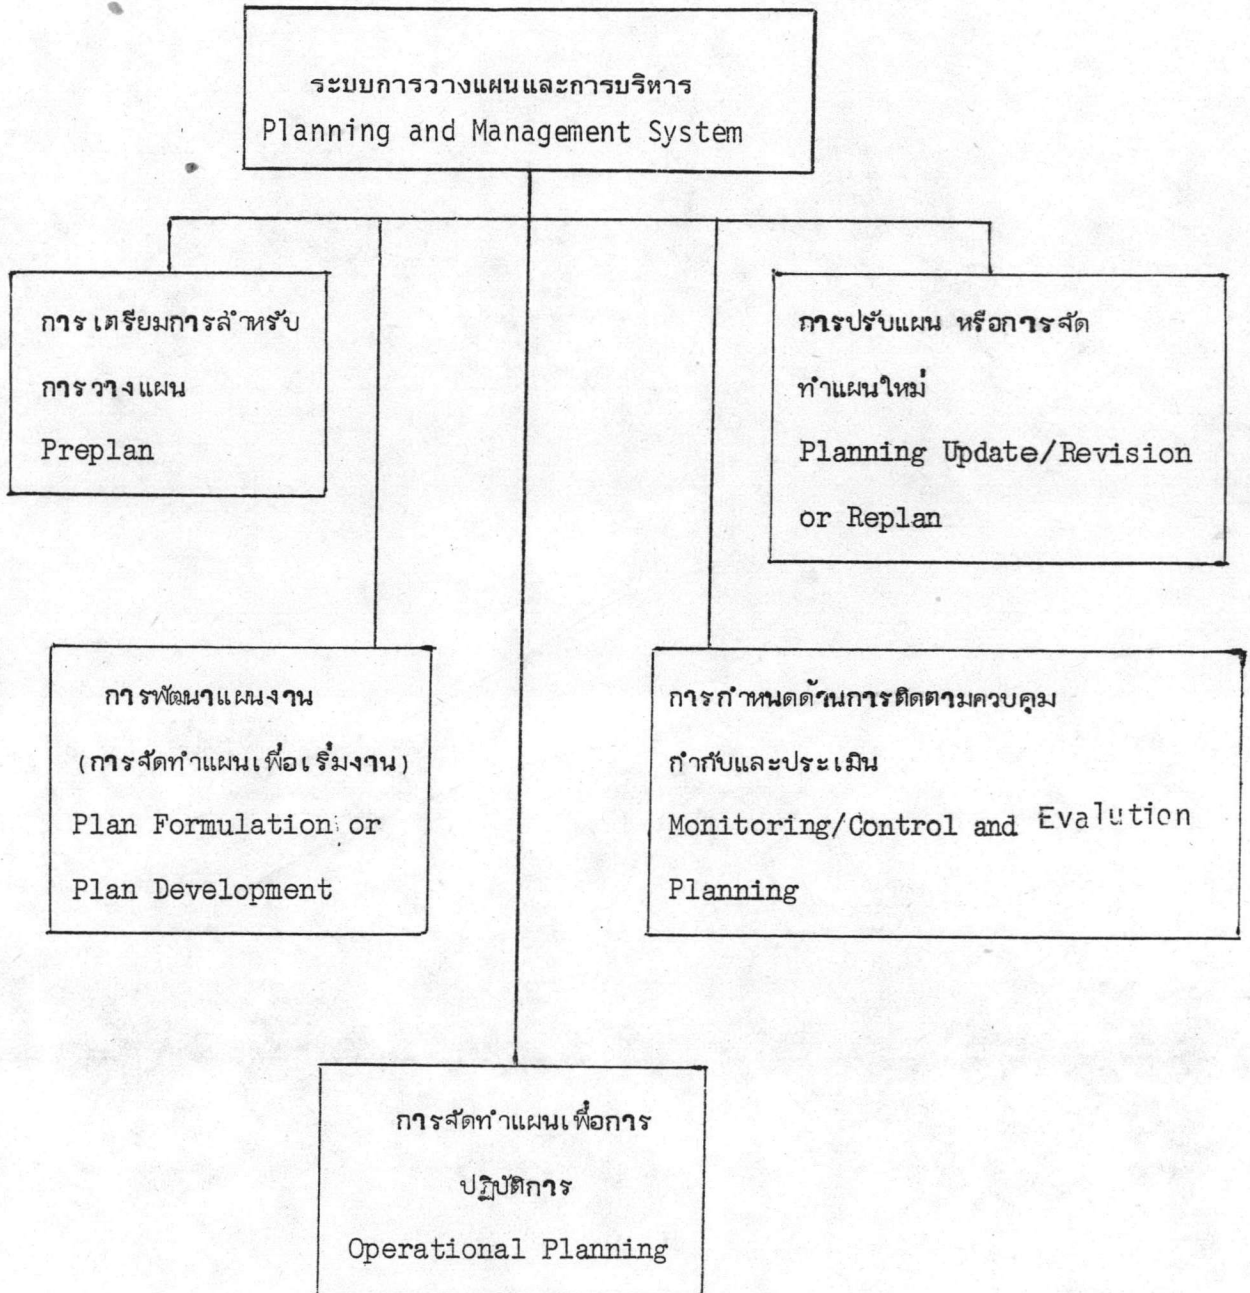 ระบบการวางแผนและการบริหาร
Planning and Management System
การเตรียมการสำหรับ
การวางแผน
Preplan
การปรับแผน หรือการจัด
ทำแผนใหม่
Planning Update/Revision
or Replan
การพัฒนาแผนงาน
(การจัดทำแผนเพื่อเริ่มงาน)
Plan Formulation or
Plan Development
การกำหนดด้านการติดตามควบคุม
กำกับและประเมิน
Monitoring/Control and Evalution
Planning
การจัดทำแผนเพื่อการ
ปฏิบัติการ
Operational Planning